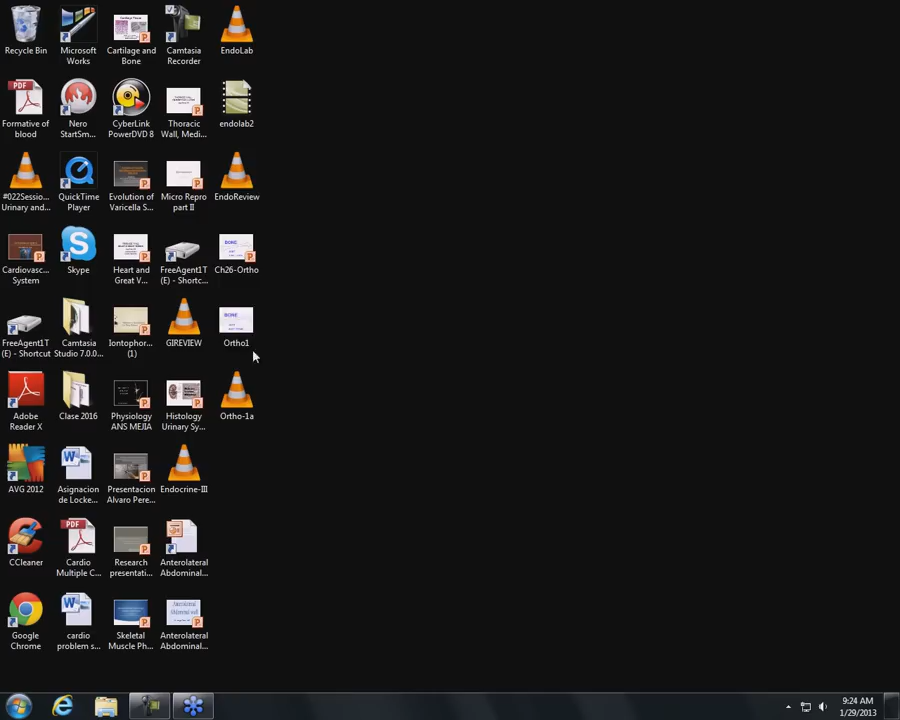 Recycle Bin
Microsoft
Works
Cartilage and
Bone
Camtasia
Recorder
EndoLab
Formative of
blood
Nero
StartSm...
CyberLink
PowerDVD 8
Thoracic
Wall, Medi...
endolab2
#022Sessio...
Urinary and...
QuickTime
Player
Evolution of
Varicella S...
Micro Repro
part II
EndoReview
Cardiovasc...
System
Skype
Heart and
Great V...
FreeAgent1T
(E) - Shortc...
Ch26-Ortho
FreeAgent1T
(E) - Shortcut
Camtasia
Studio 7.0.0...
Iontophor...
(1)
GIREVIEW
Ortho1
Adobe
Reader X
Clase 2016
Physiology
ANS MEJIA
Histology
Urinary Sy...
Ortho-1a
AVG 2012
Asignacion
de Locke...
Presentacion
Alvaro Pere...
Endocrine-III
CCleaner
Cardio
Multiple C...
Research
presentati...
Anterolateral
Abdominal...
Google
Chrome
cardio
problem s...
Skeletal
Muscle Ph...
Anterolateral
Abdominal...
PDF
PDF
BONE
BONE
9:24 AM
1/29/2013